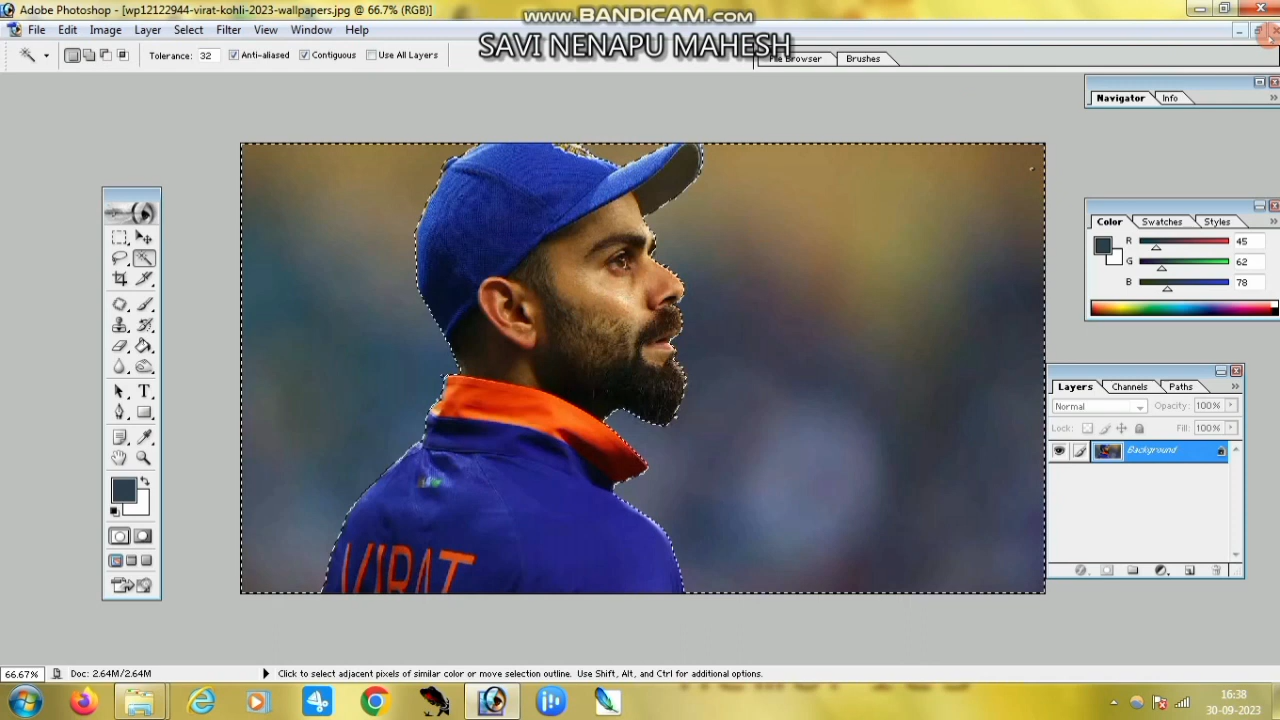 Adobe Photoshop - [wp12122944-virat-kohli-2023-wallpapers.jpg @ 66.7% (RGB)]
www.BANDICAM.com
File Edit Image Layer Select Filter View Window Help
SAVI NENAPU MAHESH
Tolerance: 32 Anti-aliased Contiguous Use All Layers
File Browser Brushes
Navigator Info
Color Swatches Styles
R 45
G 62
B 78
Layers Channels Paths
Normal Opacity: 100%
Lock: Fill: 100%
Background
VIRAT
66.67% Doc: 2.64M/2.64M Click to select adjacent pixels of similar color or move selection outline. Use Shift, Alt, and Ctrl for additional options.
16:38
30-09-2023